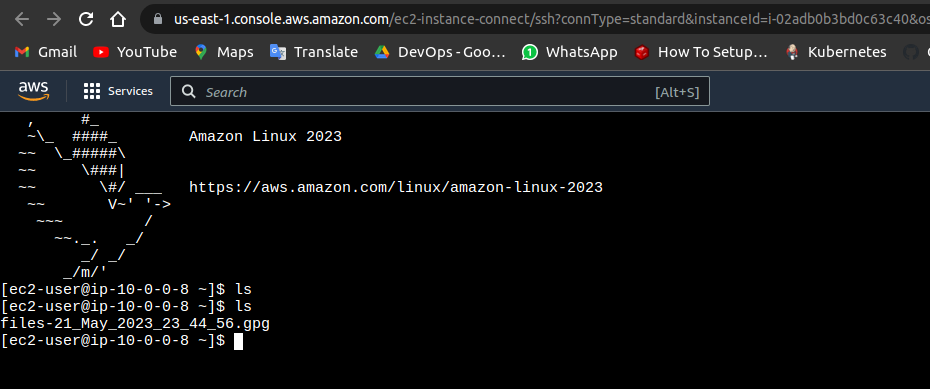 us-east-1.console.aws.amazon.com/ec2-instance-connect/ssh?connType=standard&instanceId=i-02adb0b3bd0c63c40&os
Gmail YouTube Maps Translate DevOps - Goo... WhatsApp How To Setup... Kubernetes
aws Services Search [Alt+S]
   ,     #_
   ~\_  ####_        Amazon Linux 2023
  ~~  \_#####\
  ~~     \###|
  ~~       \#/ ___   https://aws.amazon.com/linux/amazon-linux-2023
   ~~       V~' '->
    ~~~         /
      ~~._.   _/
         _/ _/
       _/m/'
[ec2-user@ip-10-0-0-8 ~]$ ls
[ec2-user@ip-10-0-0-8 ~]$ ls
files-21_May_2023_23_44_56.gpg
[ec2-user@ip-10-0-0-8 ~]$